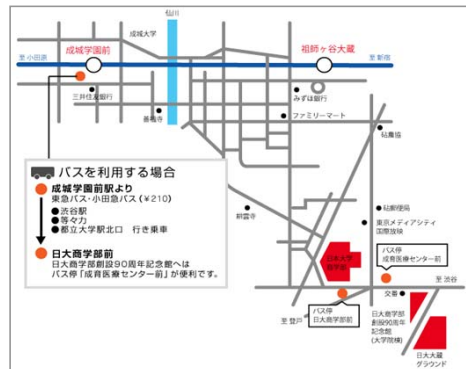 仙川
成城大学
成城学園前
祖師ヶ谷大蔵
至 小田原
至 新宿
三井住友銀行
みずほ銀行
ファミリーマート
砧農協
バスを利用する場合
成城学園前駅より
東急バス・小田急バス(¥210)
●渋谷駅
●等々力
●都立大学駅北口 行き乗車
日大商学部前
日大商学部創設90周年記念館へは
バス停「成育医療センター前」が便利です。
耕雲寺
砧郵便局
東京メディアシティ
国際放映
バス停
成育医療センター前
日本大学
商学部
バス停
日大商学部前
至 登戸
交番
至 渋谷
日大商学部
創設90周年
記念館
(大学院棟)
日大大蔵
グラウンド